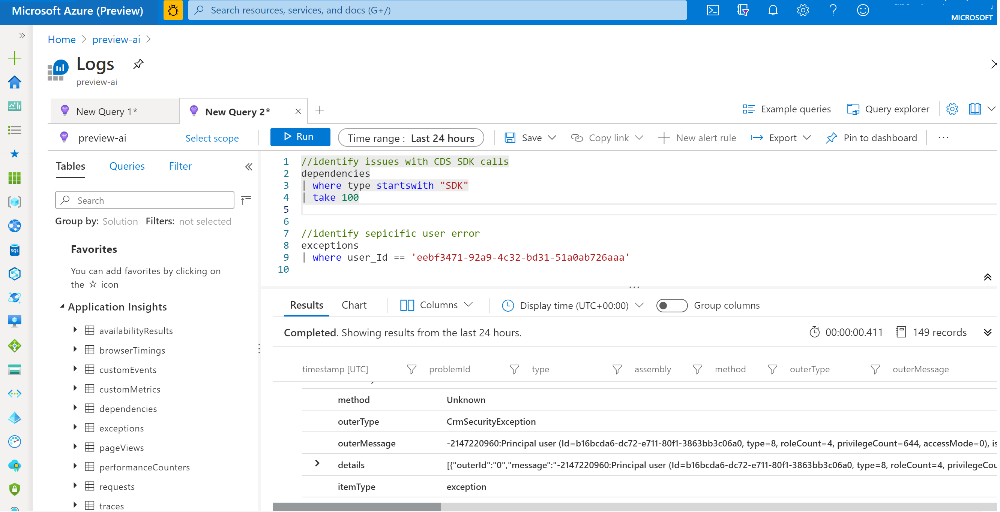 Microsoft Azure (Preview)
Search resources, services, and docs (G+/)
MICROSOFT
Home > preview-ai >
Logs
preview-ai
New Query 1*
New Query 2*
Example queries
Query explorer
preview-ai
Select scope
Run
Time range : Last 24 hours
Save
Copy link
New alert rule
Export
Pin to dashboard
Tables
Queries
Filter
Search
Group by: Solution
Filters: not selected
Favorites
You can add favorites by clicking on
the ☆ icon
Application Insights
availabilityResults
browserTimings
customEvents
customMetrics
dependencies
exceptions
pageViews
performanceCounters
requests
traces
1 //identify issues with CDS SDK calls
2 dependencies
3 | where type startswith "SDK"
4 | take 100
5
6
7 //identify sepicific user error
8 exceptions
9 | where user_Id == 'eebf3471-92a9-4c32-bd31-51a0ab726aaa'
10
Results
Chart
Columns
Display time (UTC+00:00)
Group columns
Completed. Showing results from the last 24 hours.
00:00:00.411
149 records
timestamp [UTC]
problemId
type
assembly
method
outerType
outerMessage
method Unknown
outerType CrmSecurityException
outerMessage -2147220960:Principal user (Id=b16bcda6-dc72-e711-80f1-3863bb3c06a0, type=8, roleCount=4, privilegeCount=644, accessMode=0), is
details [{"outerId":"0","message":"-2147220960:Principal user (Id=b16bcda6-dc72-e711-80f1-3863bb3c06a0, type=8, roleCount=4, privilegeCou
itemType exception
SQL